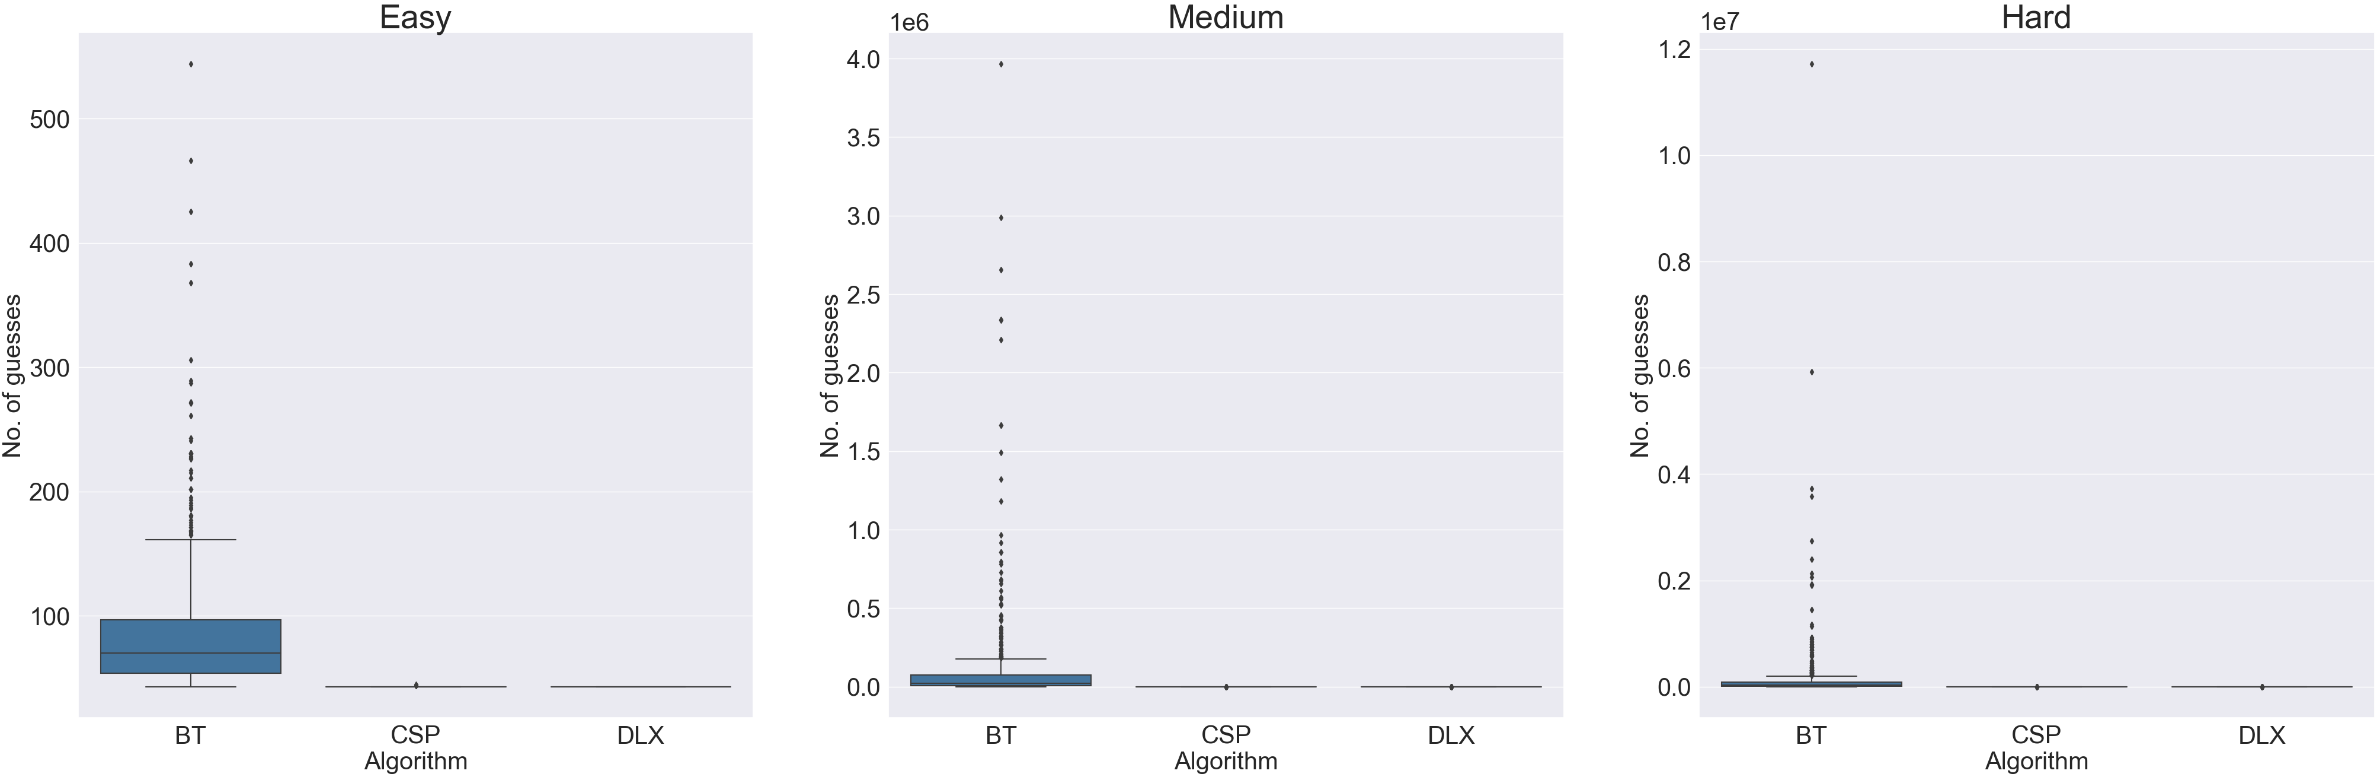 Easy
500
400
300
200
100
No. of guesses
BT CSP DLX
Algorithm
Medium
1e6
4.0
3.5
3.0
2.5
2.0
1.5
1.0
0.5
0.0
No. of guesses
BT CSP DLX
Algorithm
Hard
1e7
1.2
1.0
0.8
0.6
0.4
0.2
0.0
No. of guesses
BT CSP DLX
Algorithm